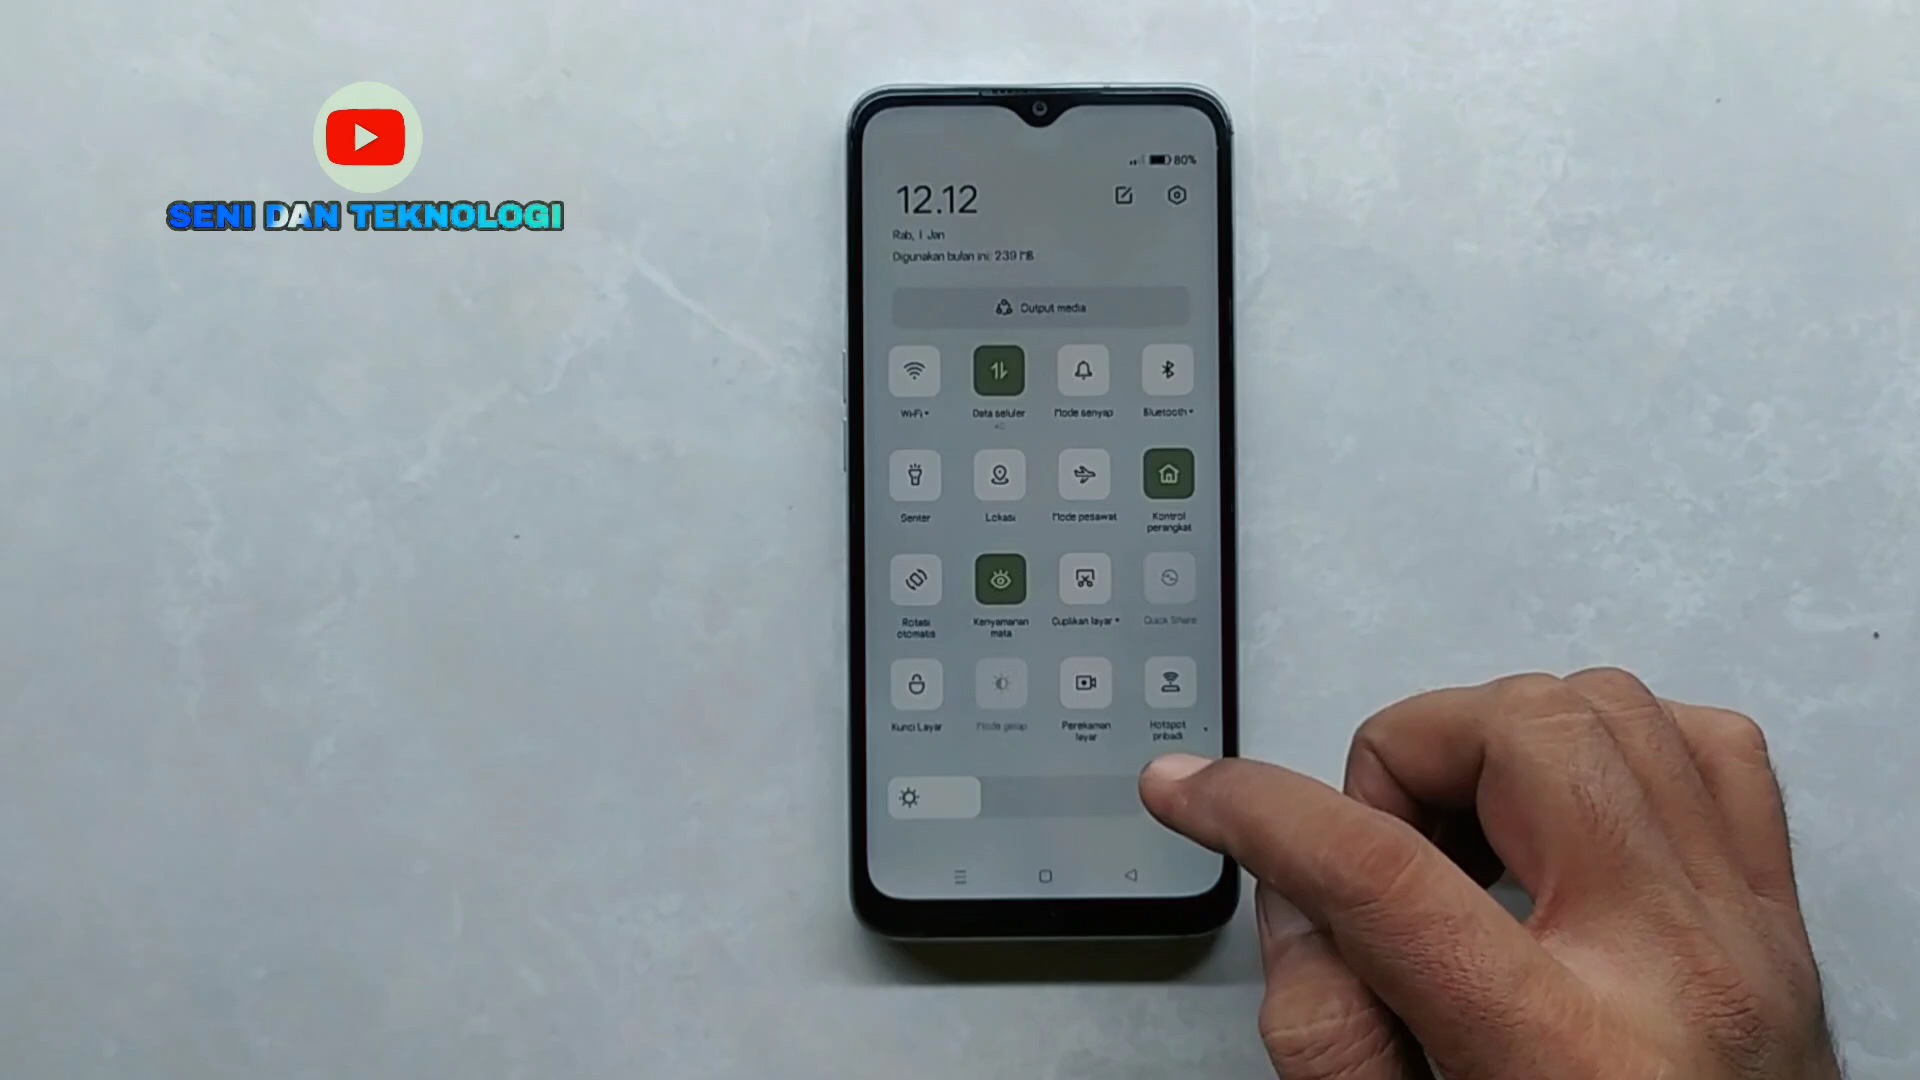 SENI DAN TEKNOLOGI
80%
12.12
Rab, 1 Jan
Digunakan bulan ini: 239 MB
Output media
Wi-Fi
Data seluler
Mode senyap
Bluetooth
4G
Senter
Lokasi
Mode pesawat
Kontrol
perangkat
Rotasi
otomatis
Kenyamanan
mata
Cuplikan layar
Quick Share
Kunci Layar
Mode gelap
Perekaman
layar
Hotspot
pribadi